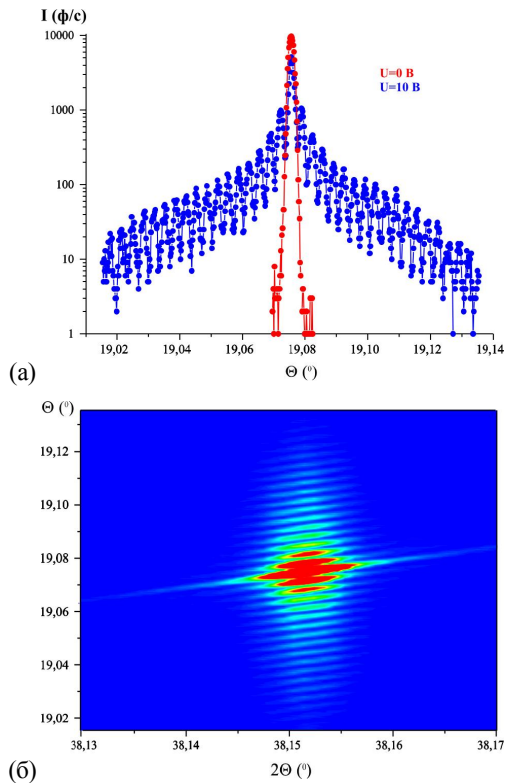 I (ф/с)
10000
1000
100
10
1
U=0 В
U=10 В
19,02 19,04 19,06 19,08 19,10 19,12 19,14
Θ (⁰)
(а)
Θ (⁰)
19,12
19,10
19,08
19,06
19,04
19,02
38,13 38,14 38,15 38,16 38,17
2Θ (⁰)
(б)